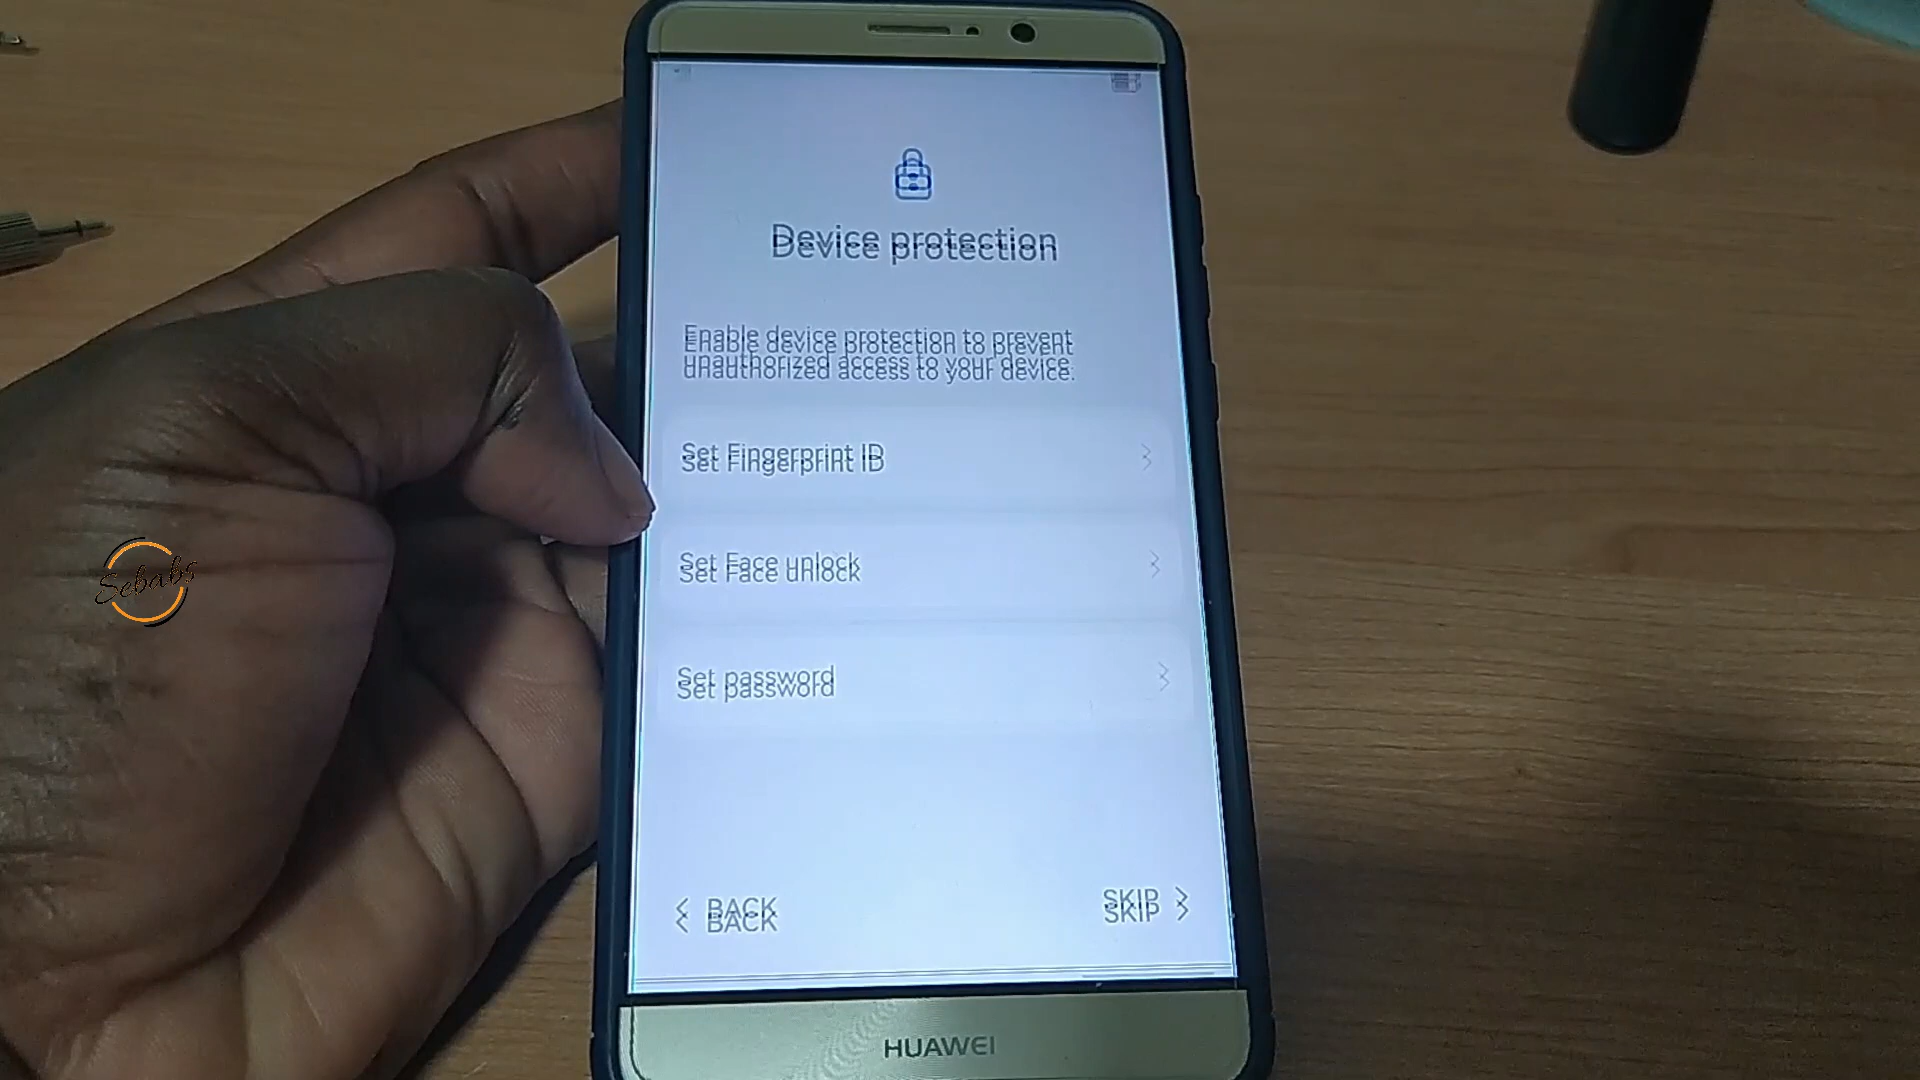 Device protection
Enable device protection to prevent
unauthorized access to your device.
Set Fingerprint ID
Set Face unlock
Set password
BACK
SKIP
HUAWEI
Sebabs